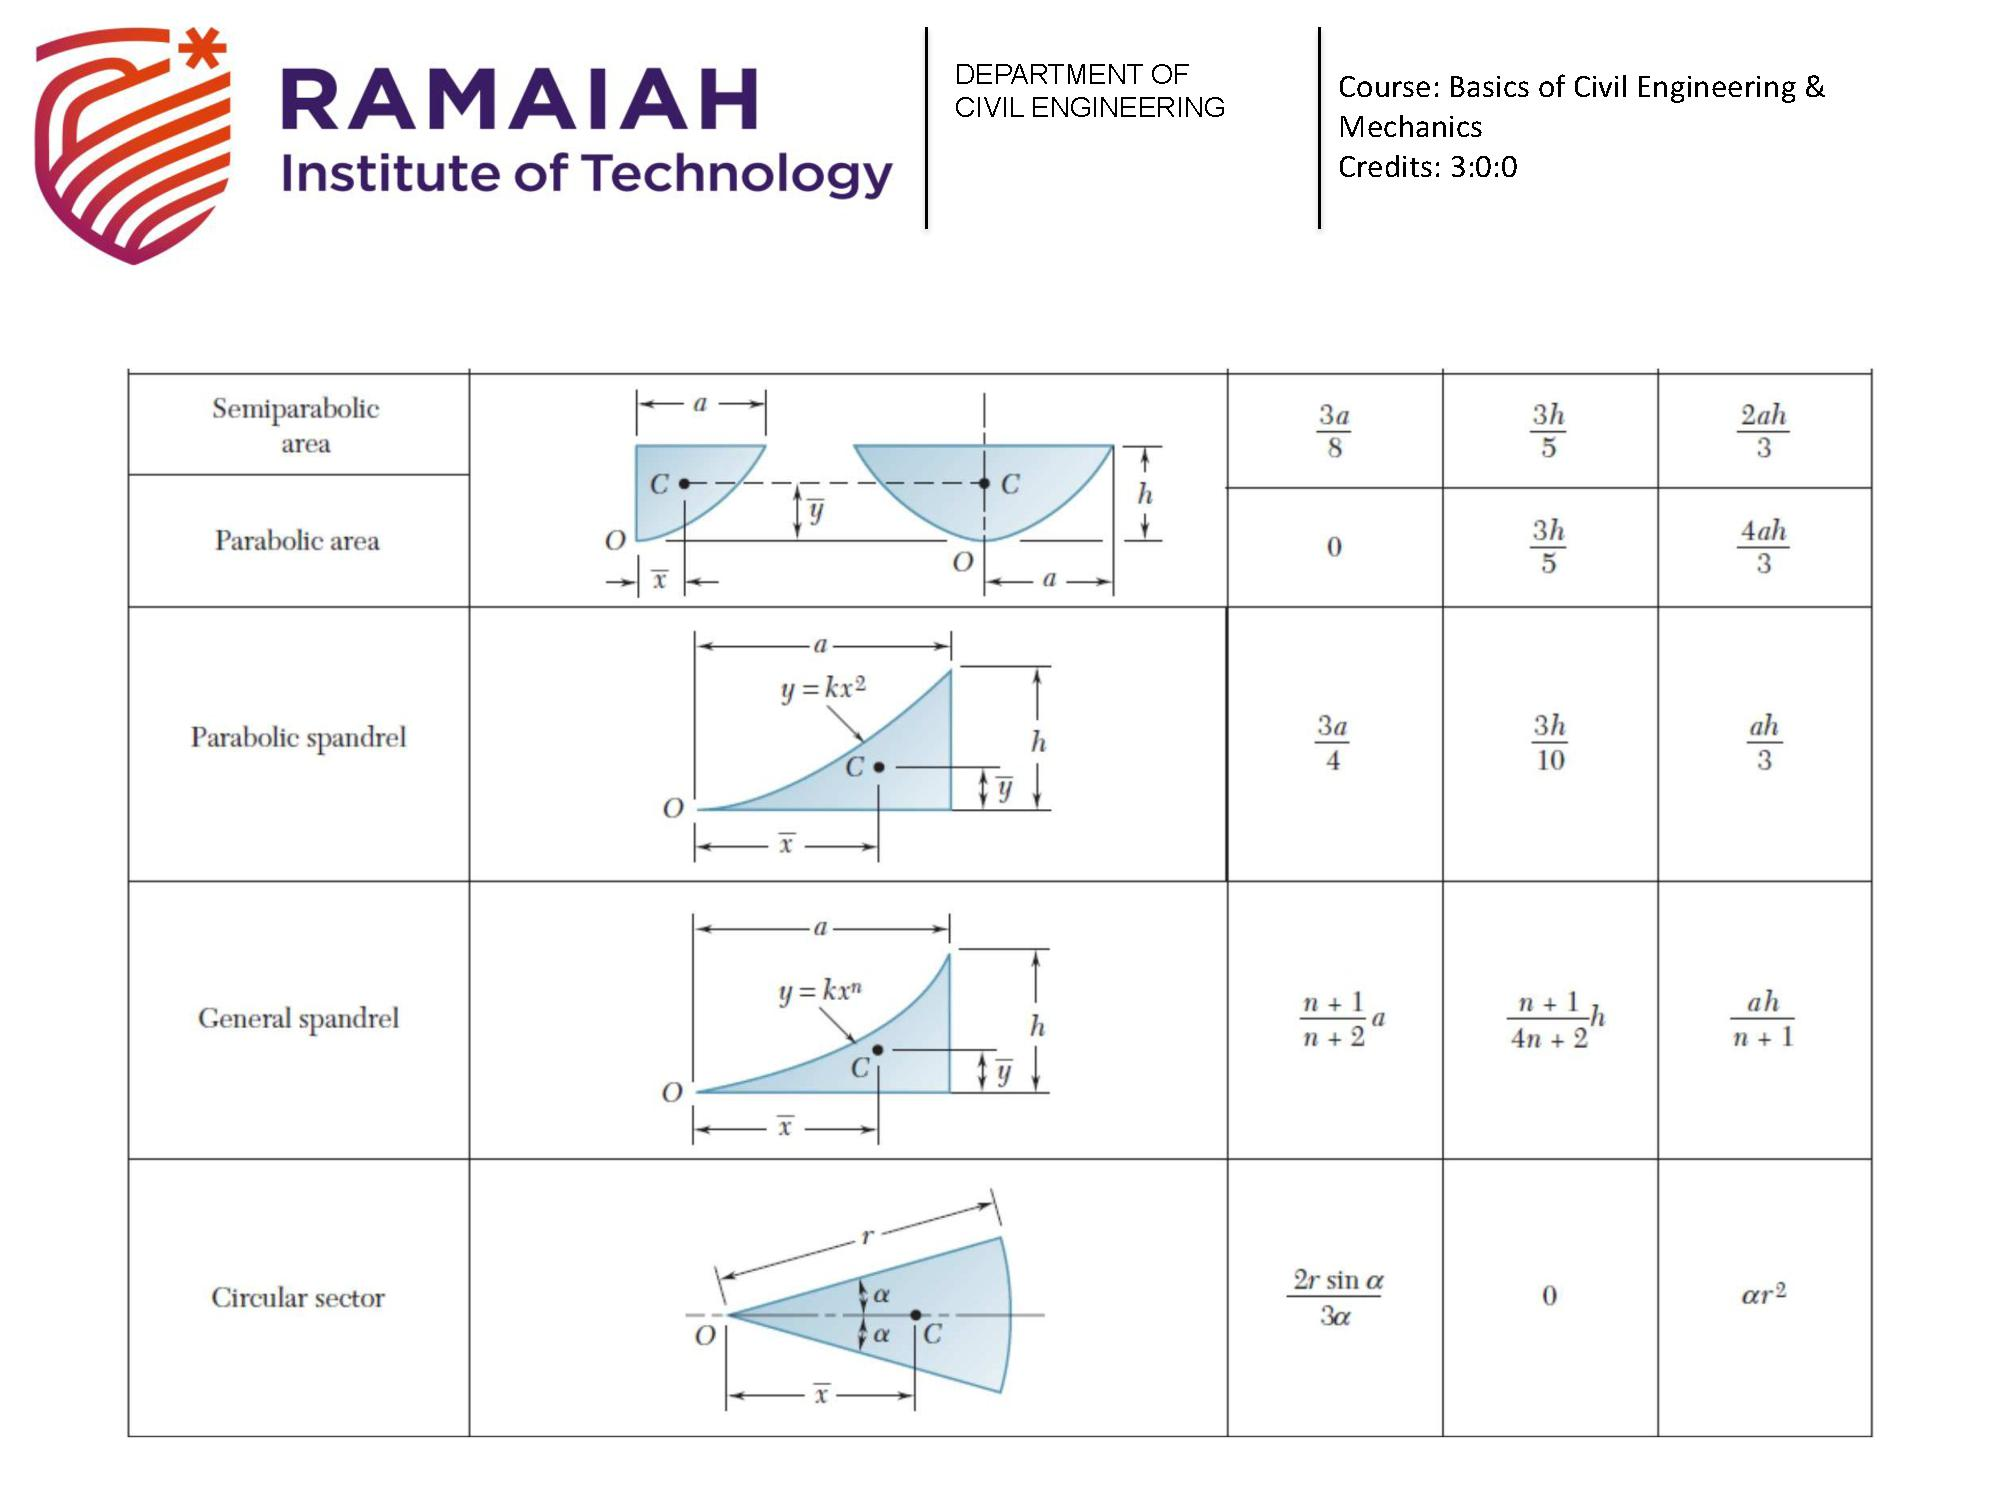 RAMAIAH
Institute of Technology
DEPARTMENT OF
CIVIL ENGINEERING
Course: Basics of Civil Engineering &
Mechanics
Credits: 3:0:0
Semiparabolic
area
a
C
O
x̅
y̅
C
O
a
h
3a/8
3h/5
2ah/3
Parabolic area
0
3h/5
4ah/3
Parabolic spandrel
a
y = kx²
h
C
y̅
O
x̅
3a/4
3h/10
ah/3
General spandrel
a
y = kxⁿ
h
C
y̅
O
x̅
n + 1/n + 2 a
n + 1/4n + 2 h
ah/n + 1
Circular sector
r
α
α
C
O
x̅
2r sin α/3α
0
αr²